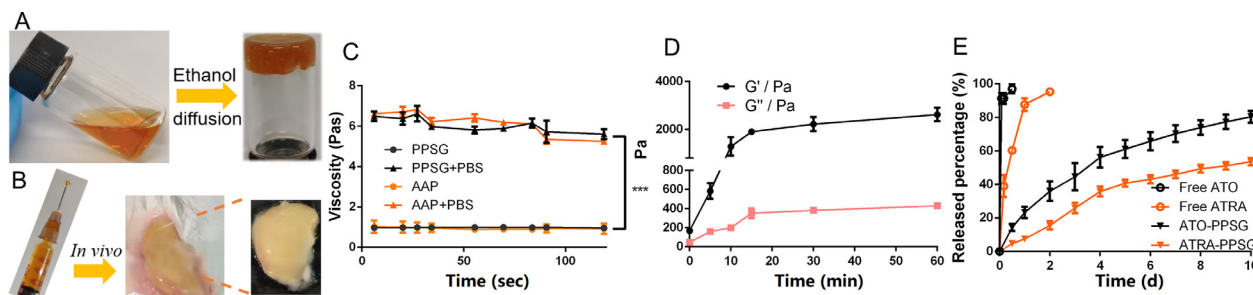 A
Ethanol
diffusion
B
In vivo
C
Viscosity (Pas)
8
6
4
2
0
PPSG
PPSG+PBS
AAP
AAP+PBS
***
0
50
100
Time (sec)
D
Pa
4000
2000
600
400
200
0
G' / Pa
G'' / Pa
0
10
20
30
40
50
60
Time (min)
E
Released percentage (%)
100
80
60
40
20
0
Free ATO
Free ATRA
ATO-PPSG
ATRA-PPSG
0
2
4
6
8
10
Time (d)